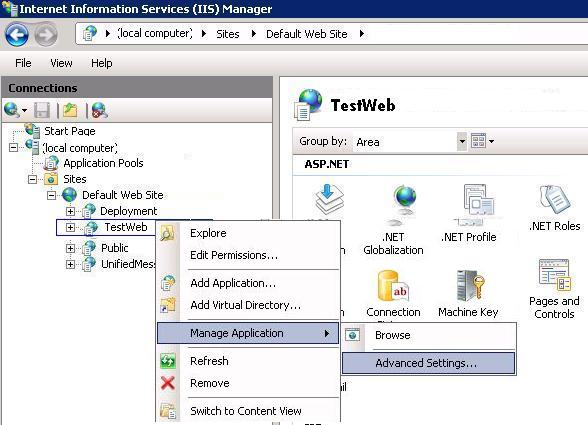 Internet Information Services (IIS) Manager
(local computer) Sites Default Web Site
File View Help
Connections
Start Page
(local computer)
Application Pools
Sites
Default Web Site
Deployment
TestWeb
Public
UnifiedMess
Explore
Edit Permissions...
Add Application...
Add Virtual Directory...
Manage Application
Refresh
Remove
Switch to Content View
Browse
Advanced Settings...
TestWeb
Group by: Area
ASP.NET
.NET Globalization
.NET Profile
.NET Roles
ab
Connection
Machine Key
Pages and
Controls